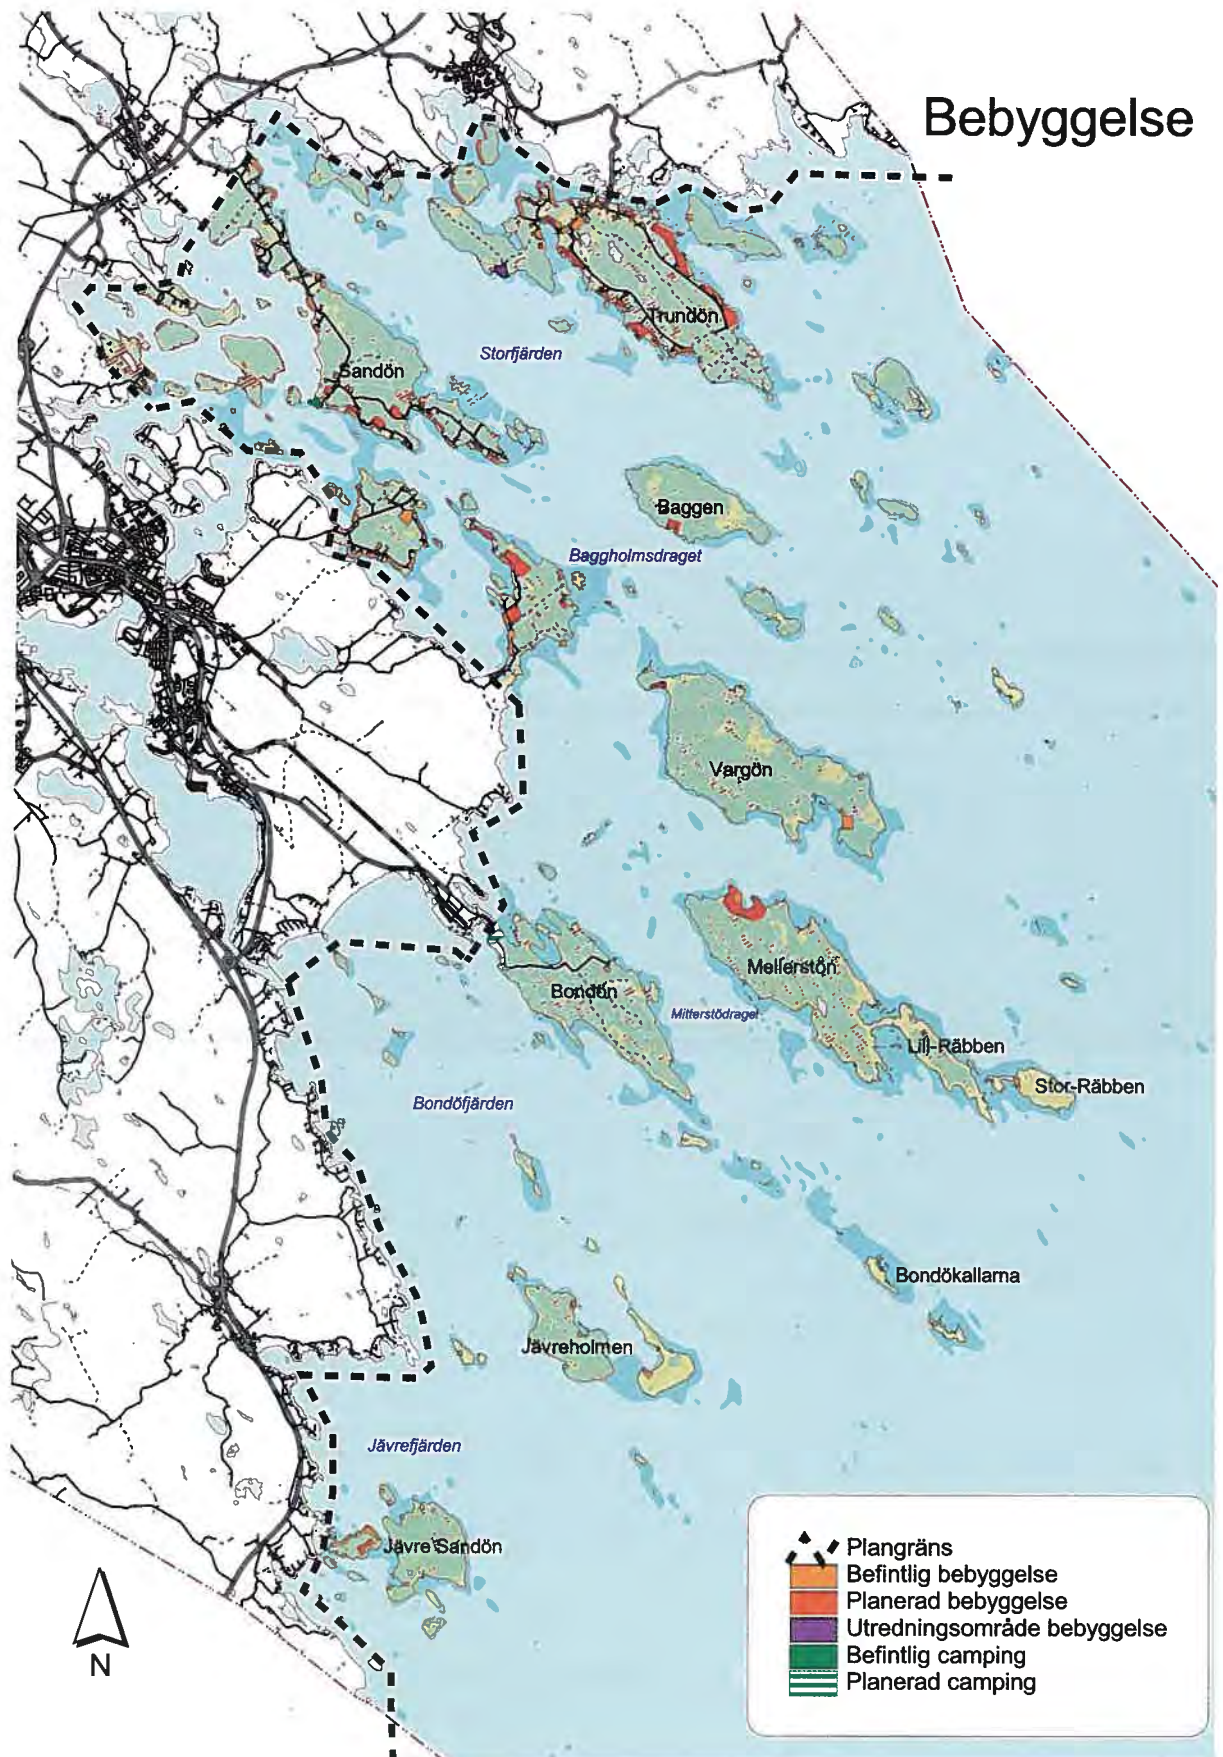 Bebyggelse
Trundön
Storfjärden
Sandön
Baggen
Baggholmsdraget
Vargön
Mellerstön
Bondön
Mitterstödraget
Lill-Räbben
Stor-Räbben
Bondöfjärden
Bondökallarna
Jävreholmen
Jävrefjärden
Jävre Sandön
Plangräns
Befintlig bebyggelse
Planerad bebyggelse
Utredningsområde bebyggelse
Befintlig camping
Planerad camping
N